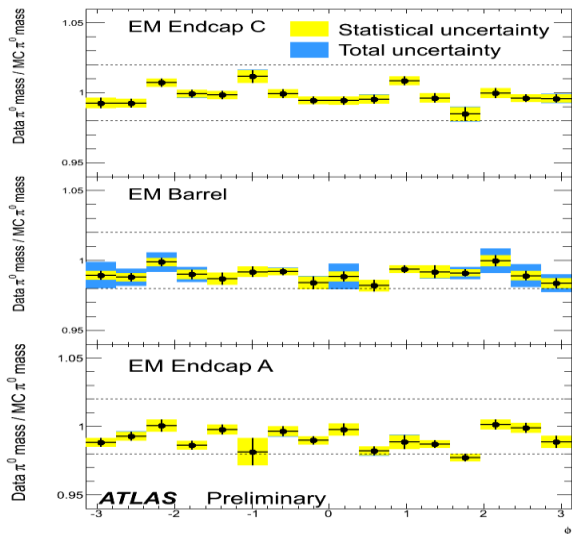 EM Endcap C
Statistical uncertainty
Total uncertainty
Data π⁰ mass / MC π⁰ mass
1.05
1
0.95
EM Barrel
Data π⁰ mass / MC π⁰ mass
1.05
1
0.95
EM Endcap A
Data π⁰ mass / MC π⁰ mass
1.05
1
0.95
ATLAS Preliminary
-3 -2 -1 0 1 2 3
ϕ